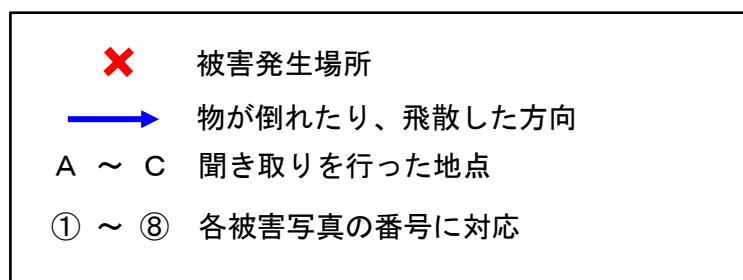 被害発生場所
物が倒れたり、飛散した方向
A ～ C 聞き取りを行った地点
① ～ ⑧ 各被害写真の番号に対応